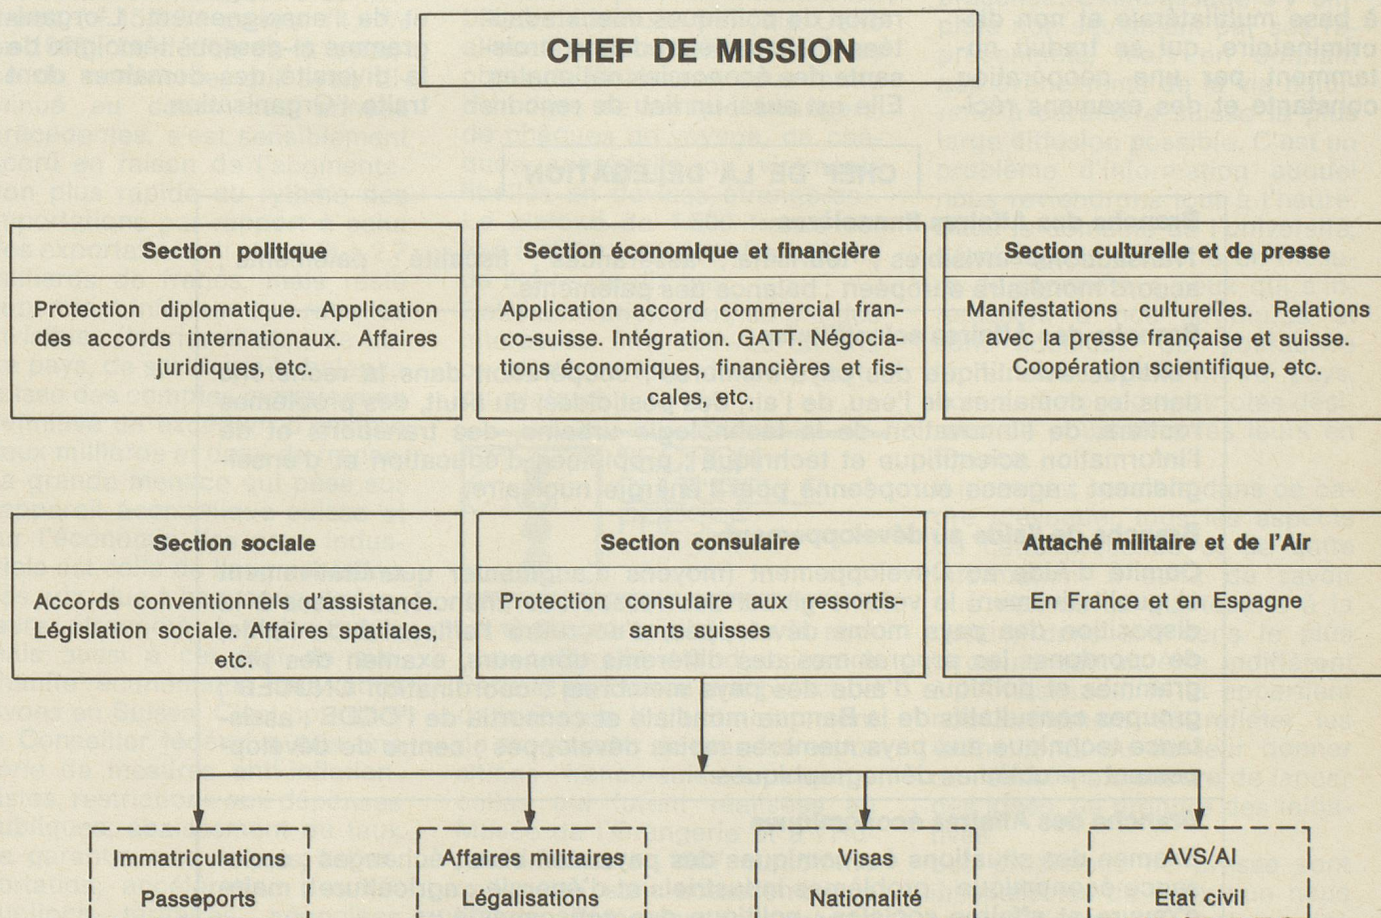 CHEF DE MISSION
Section politique
Protection diplomatique. Application
des accords internationaux. Affaires
juridiques, etc.
Section économique et financière
Application accord commercial fran-
co-suisse. Intégration. GATT. Négocia-
tions économiques, financières et fis-
cales, etc.
Section culturelle et de presse
Manifestations culturelles. Relations
avec la presse française et suisse.
Coopération scientifique, etc.
Section sociale
Accords conventionnels d'assistance.
Législation sociale. Affaires spatiales,
etc.
Section consulaire
Protection consulaire aux ressortis-
sants suisses
Attaché militaire et de l'Air
En France et en Espagne
Immatriculations
Passeports
Affaires militaires
Légalisations
Visas
Nationalité
AVS/AI
Etat civil